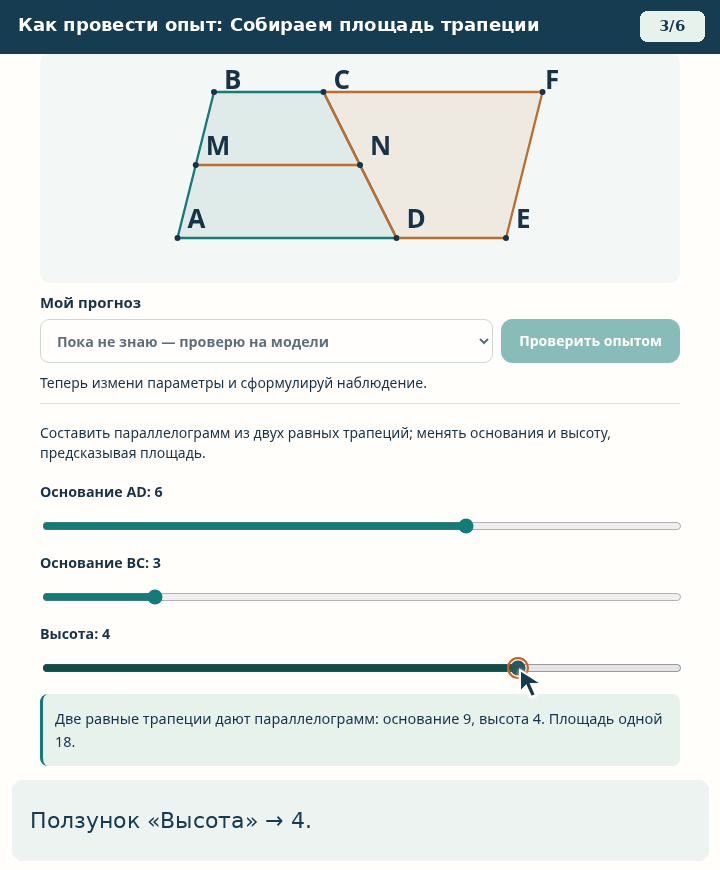 Как провести опыт: Собираем площадь трапеции
3/6
B C F
M N
A D E
Мой прогноз
Пока не знаю — проверю на модели
Проверить опытом
Теперь измени параметры и сформулируй наблюдение.
Составить параллелограмм из двух равных трапеций; менять основания и высоту,
предсказывая площадь.
Основание AD: 6
Основание BC: 3
Высота: 4
Две равные трапеции дают параллелограмм: основание 9, высота 4. Площадь одной
18.
Ползунок «Высота» → 4.